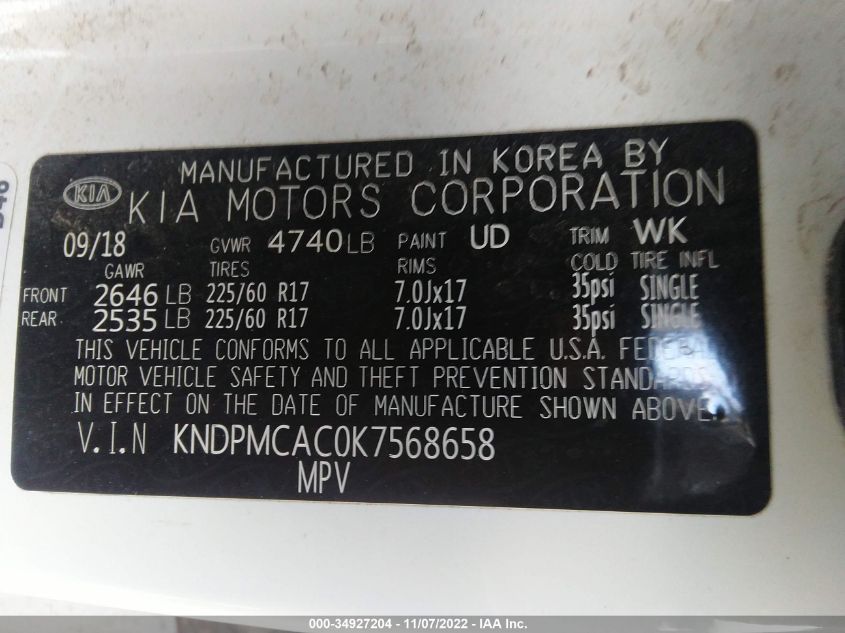 MANUFACTURED IN KOREA BY
KIA KIA MOTORS CORPORATION
09/18 GVWR 4740 LB PAINT UD TRIM WK
GAWR TIRES RIMS COLD TIRE INFL
FRONT 2646 LB 225/60 R17 7.0Jx17 35psi SINGLE
REAR 2535 LB 225/60 R17 7.0Jx17 35psi SINGLE
THIS VEHICLE CONFORMS TO ALL APPLICABLE U.S.A. FEDERAL
MOTOR VEHICLE SAFETY AND THEFT PREVENTION STANDARDS
IN EFFECT ON THE DATE OF MANUFACTURE SHOWN ABOVE.
V.I.N KNDPMCAC0K7568658
MPV
000-34927204 - 11/07/2022 - IAA Inc.